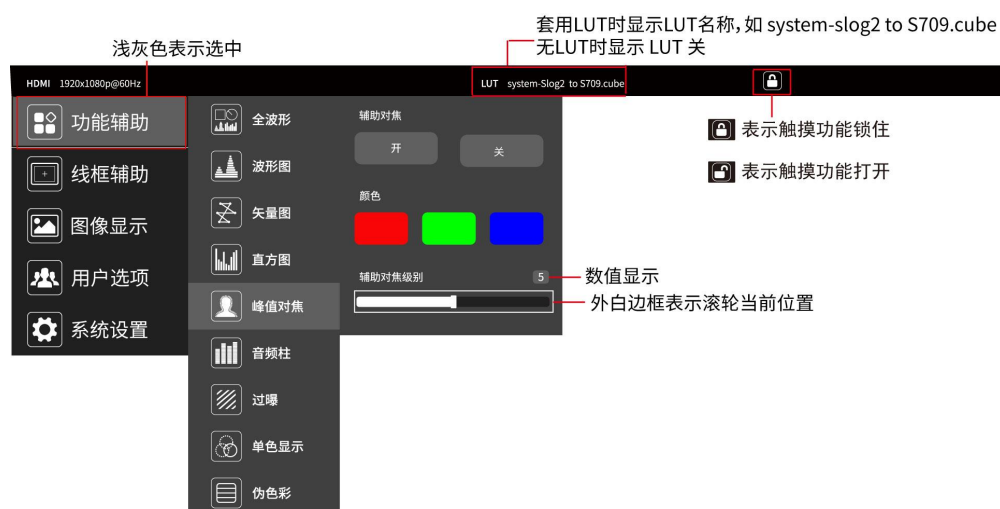 套用LUT时显示LUT名称，如 system-slog2 to S709.cube
无LUT时显示 LUT 关
浅灰色表示选中
HDMI 1920x1080p@60Hz
LUT system-Slog2 to S709.cube
功能辅助
线框辅助
图像显示
用户选项
系统设置
全波形
波形图
矢量图
直方图
峰值对焦
音频柱
过曝
单色显示
伪色彩
辅助对焦
开 关
颜色
辅助对焦级别 5
数值显示
外白边框表示滚轮当前位置
表示触摸功能锁住
表示触摸功能打开